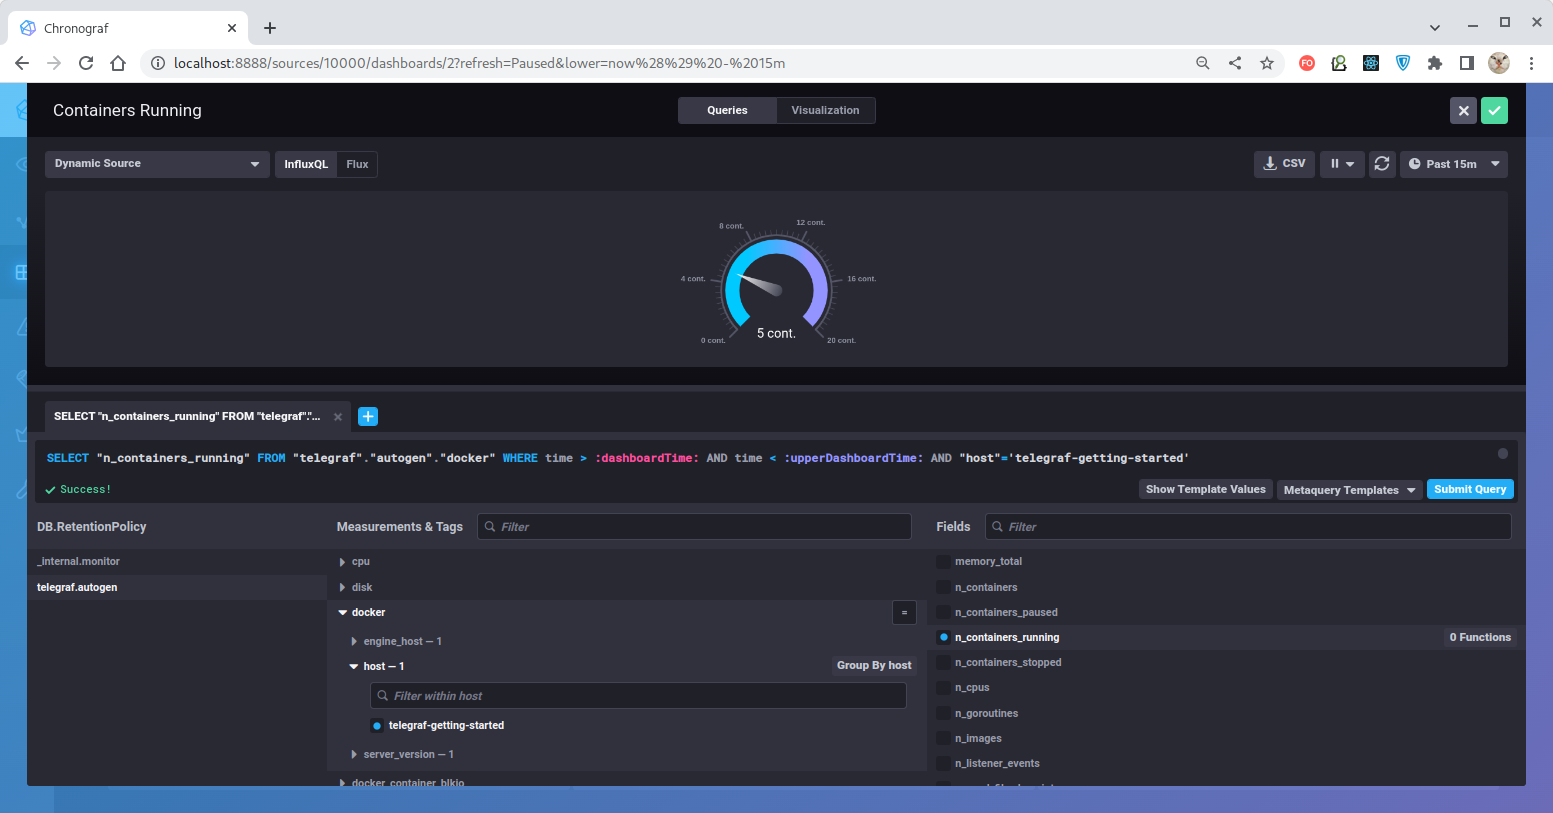 Chronograf
localhost:8888/sources/10000/dashboards/2?refresh=Paused&lower=now%28%29%20-%2015m
FO
Containers Running
Queries
Visualization
Dynamic Source
InfluxQL
Flux
CSV
Past 15m
0 cont.
4 cont.
8 cont.
12 cont.
16 cont.
20 cont.
5 cont.
SELECT "n_containers_running" FROM "telegraf"."...
SELECT "n_containers_running" FROM "telegraf"."autogen"."docker" WHERE time > :dashboardTime: AND time < :upperDashboardTime: AND "host"='telegraf-getting-started'
Success!
Show Template Values
Metaquery Templates
Submit Query
DB.RetentionPolicy
_internal.monitor
telegraf.autogen
Measurements & Tags
Filter
cpu
disk
docker
=
engine_host — 1
host — 1
Group By host
Filter within host
telegraf-getting-started
server_version — 1
docker_container_blkio
Fields
Filter
memory_total
n_containers
n_containers_paused
n_containers_running
0 Functions
n_containers_stopped
n_cpus
n_goroutines
n_images
n_listener_events